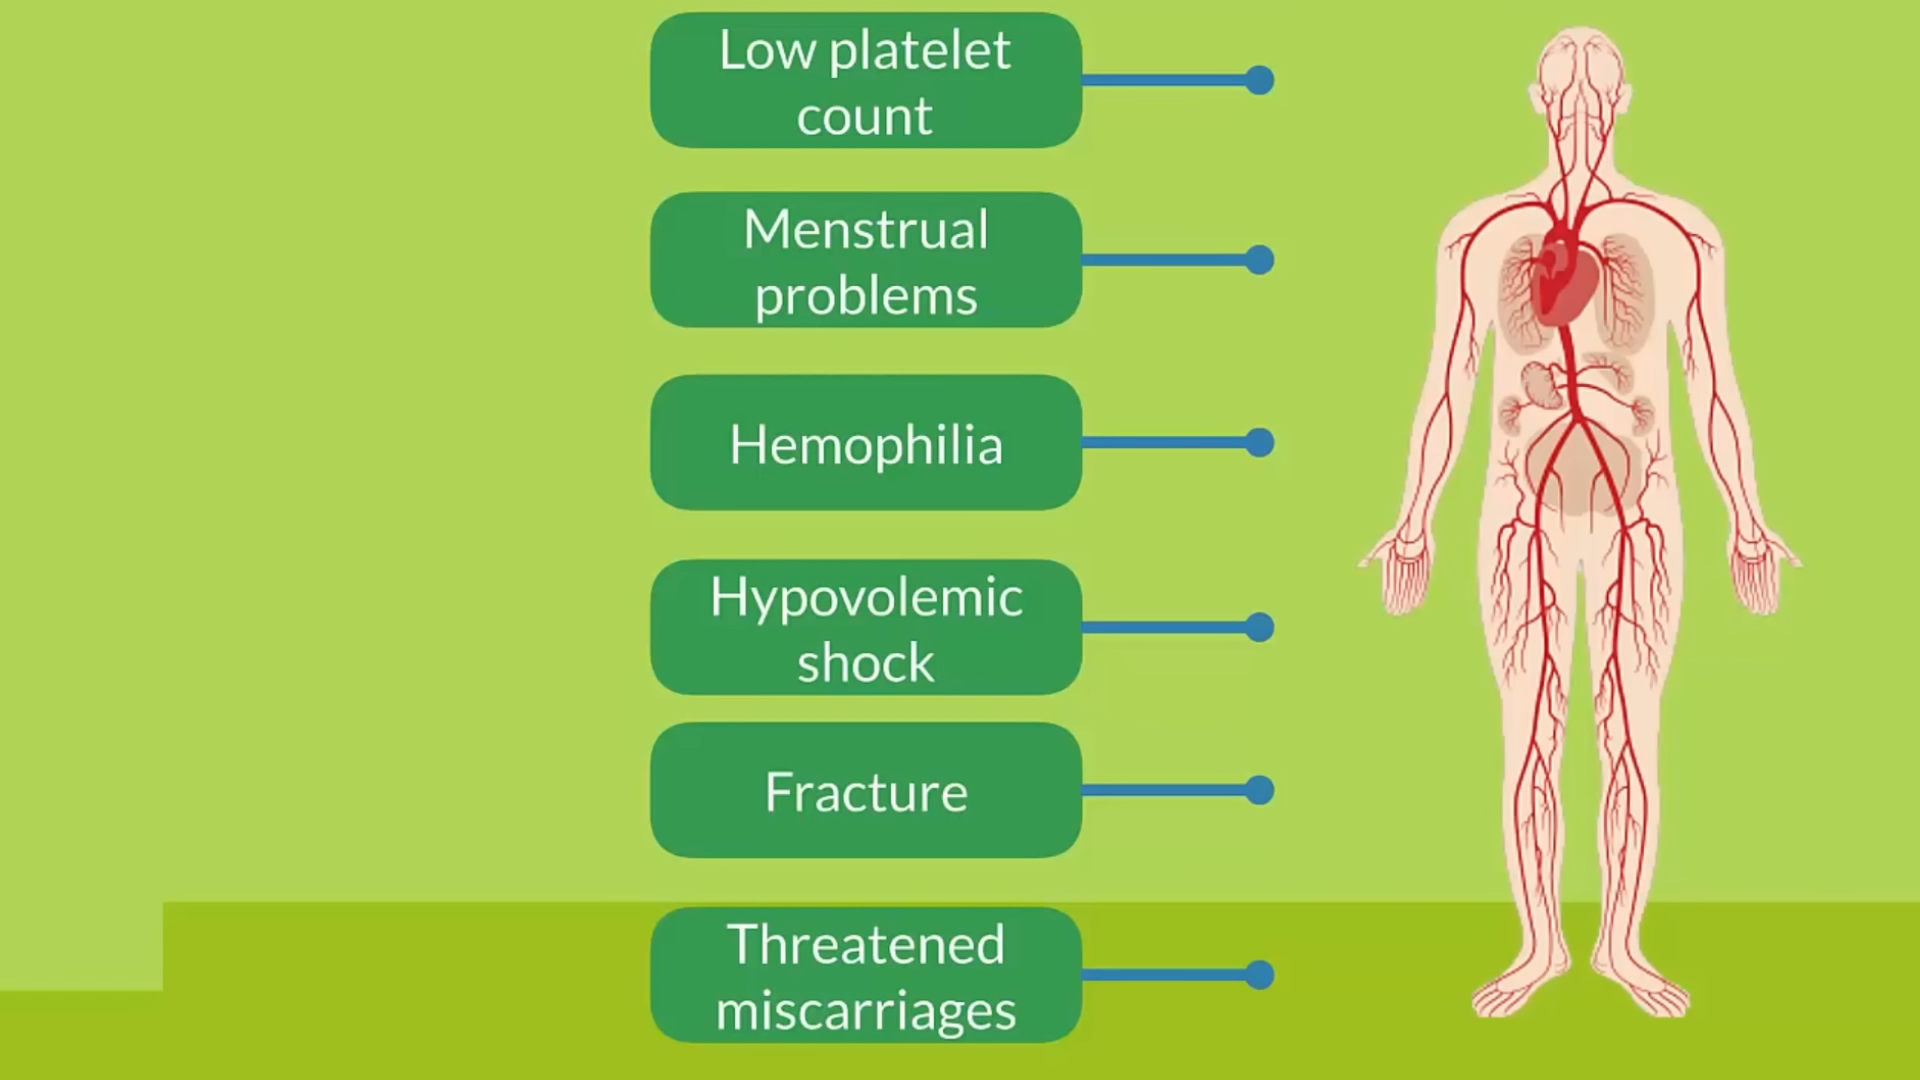 Low platelet
count
Menstrual
problems
Hemophilia
Hypovolemic
shock
Fracture
Threatened
miscarriages